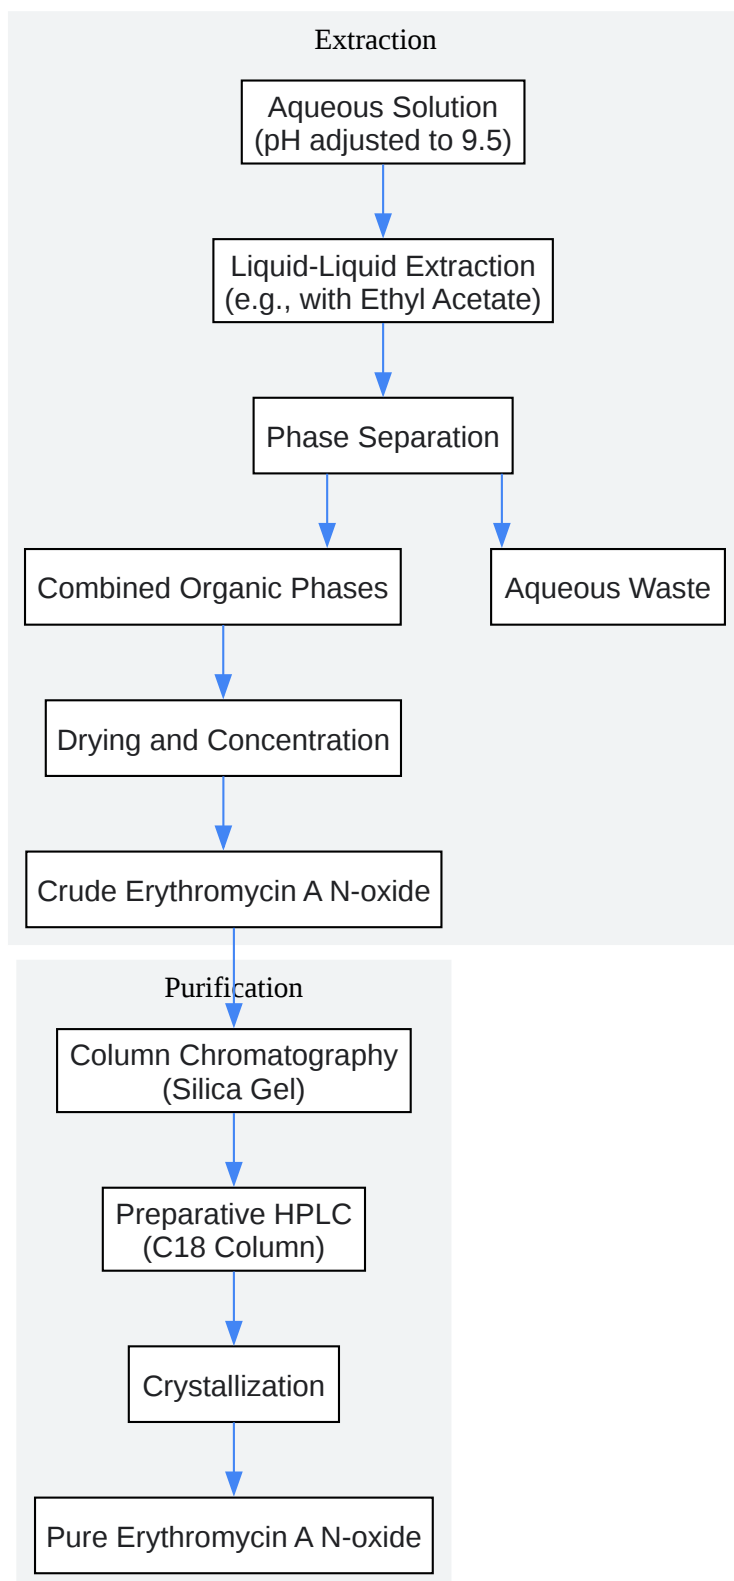 Extraction
Aqueous Solution
(pH adjusted to 9.5)
Liquid-Liquid Extraction
(e.g., with Ethyl Acetate)
Phase Separation
Combined Organic Phases
Aqueous Waste
Drying and Concentration
Crude Erythromycin A N-oxide
Purification
Column Chromatography
(Silica Gel)
Preparative HPLC
(C18 Column)
Crystallization
Pure Erythromycin A N-oxide